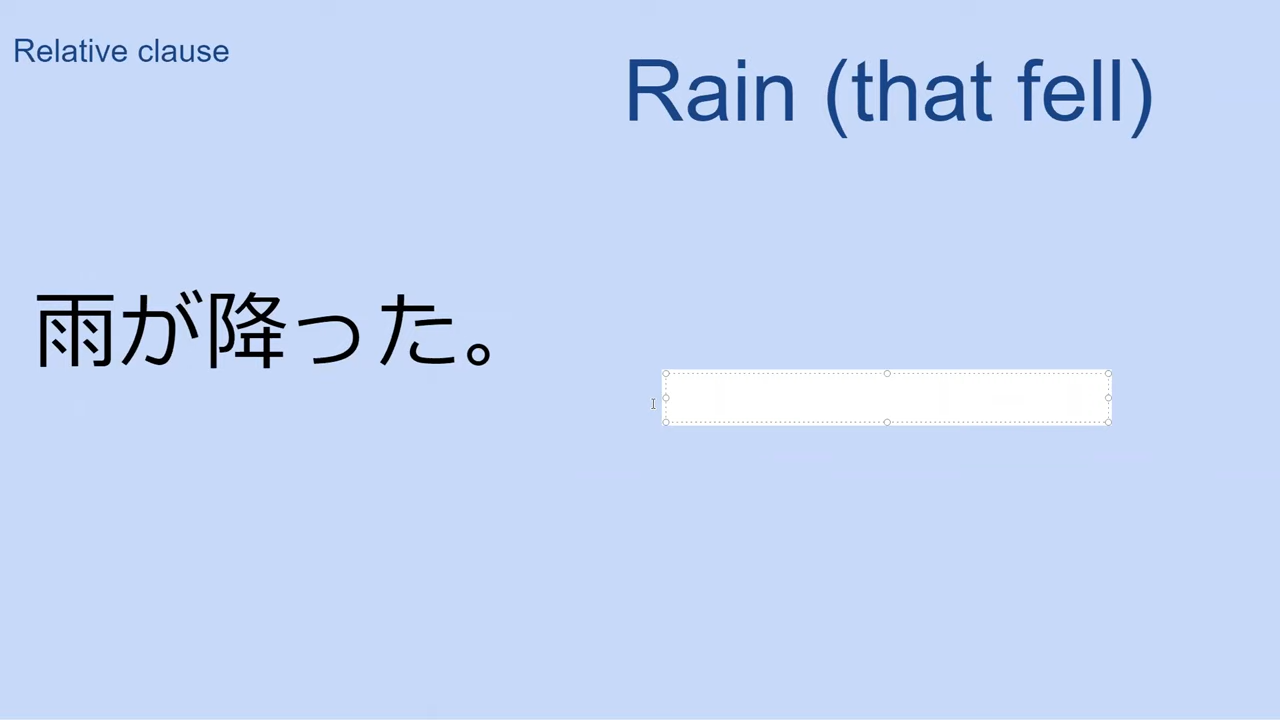 Relative clause
Rain (that fell)
雨が降った。